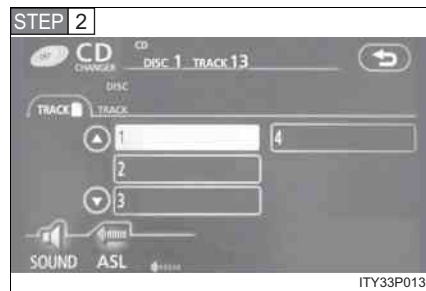 STEP 2
CD
CHANGER
CD
DISC 1 TRACK 13
DISC
TRACK TRACK
1
4
2
3
SOUND ASL
ITY33P013